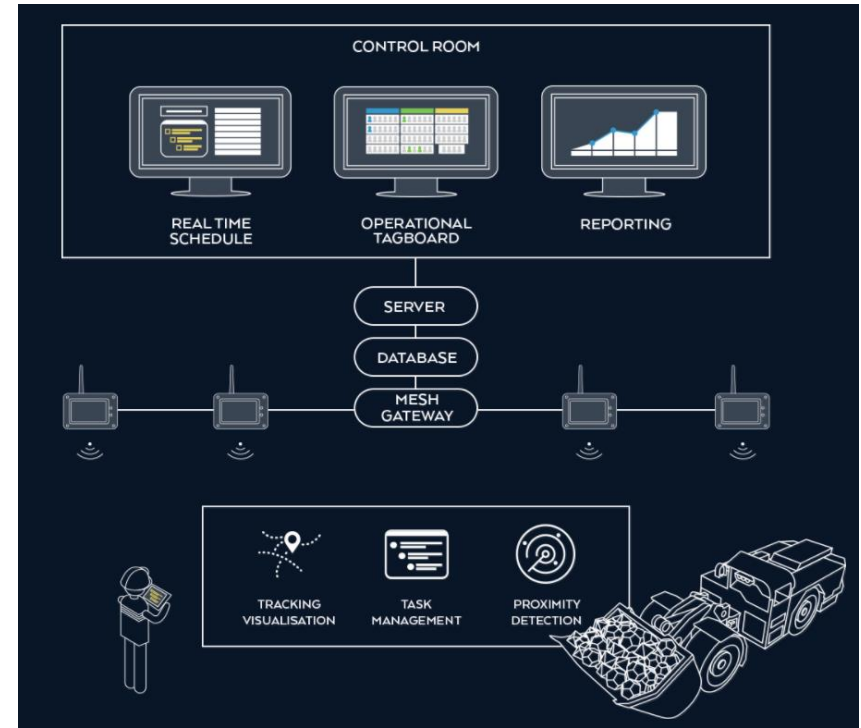 CONTROL ROOM
REAL TIME
SCHEDULE
OPERATIONAL
TAGBOARD
REPORTING
SERVER
DATABASE
MESH
GATEWAY
TRACKING
VISUALISATION
TASK
MANAGEMENT
PROXIMITY
DETECTION